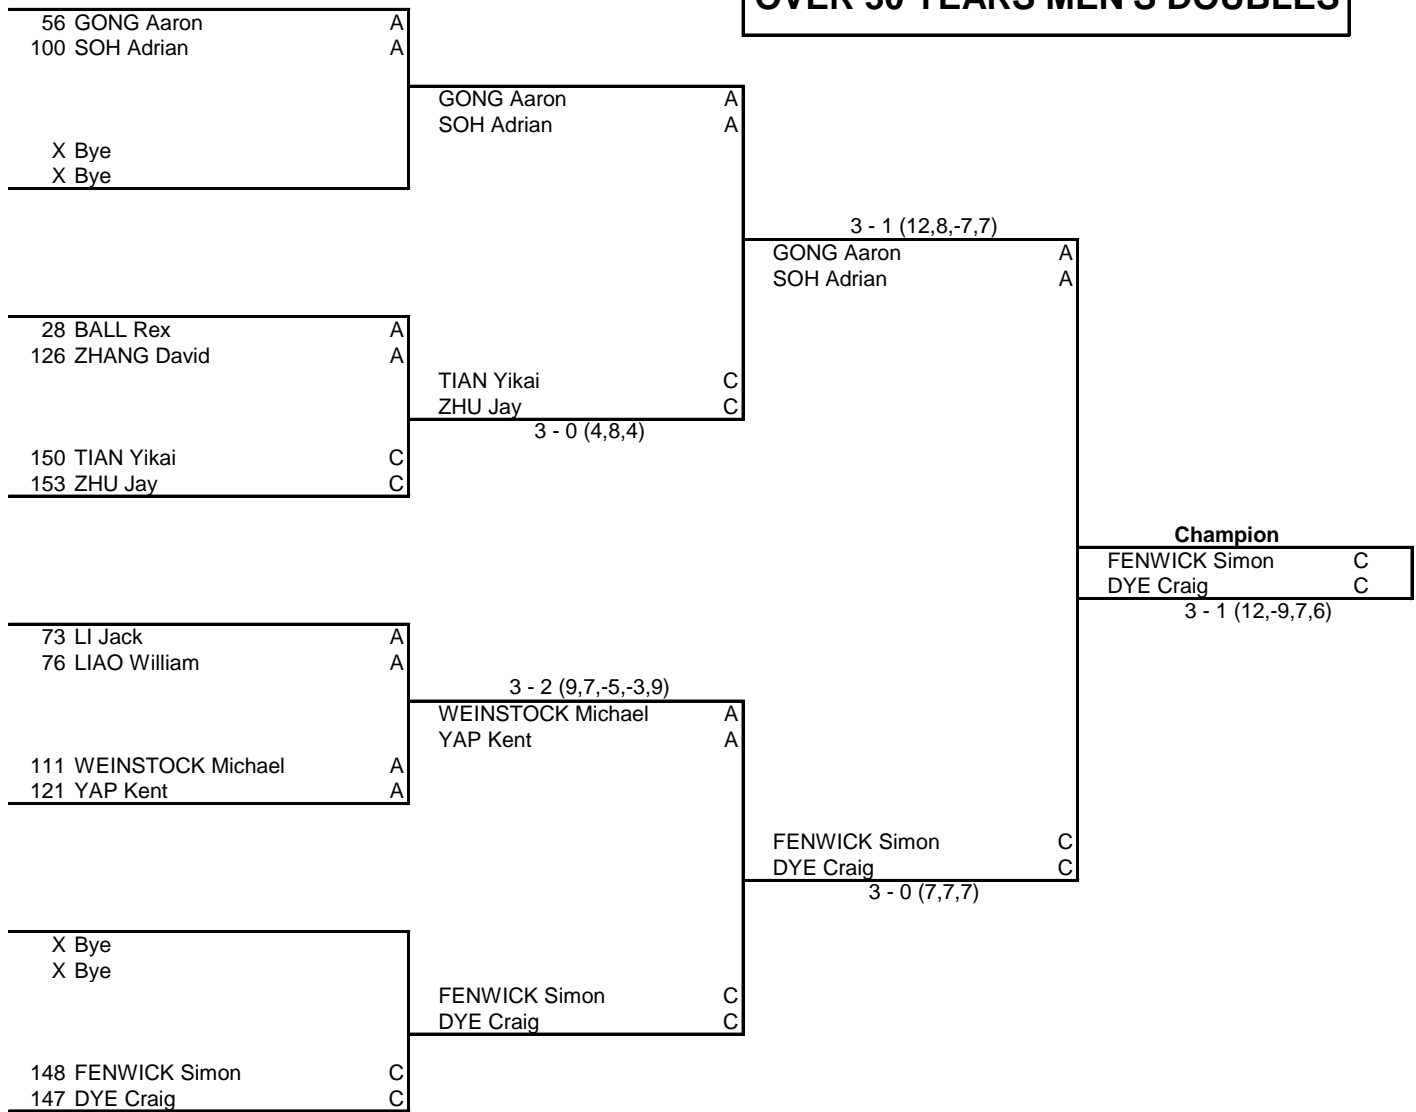 OVER 30 YEARS MEN'S DOUBLES
56 GONG Aaron A
100 SOH Adrian A
GONG Aaron A
SOH Adrian A
X Bye
X Bye
3 - 1 (12,8,-7,7)
GONG Aaron A
SOH Adrian A
28 BALL Rex A
126 ZHANG David A
TIAN Yikai C
ZHU Jay C
3 - 0 (4,8,4)
150 TIAN Yikai C
153 ZHU Jay C
Champion
FENWICK Simon C
DYE Craig C
3 - 1 (12,-9,7,6)
73 LI Jack A
76 LIAO William A
3 - 2 (9,7,-5,-3,9)
WEINSTOCK Michael A
YAP Kent A
111 WEINSTOCK Michael A
121 YAP Kent A
FENWICK Simon C
DYE Craig C
3 - 0 (7,7,7)
X Bye
X Bye
FENWICK Simon C
DYE Craig C
148 FENWICK Simon C
147 DYE Craig C